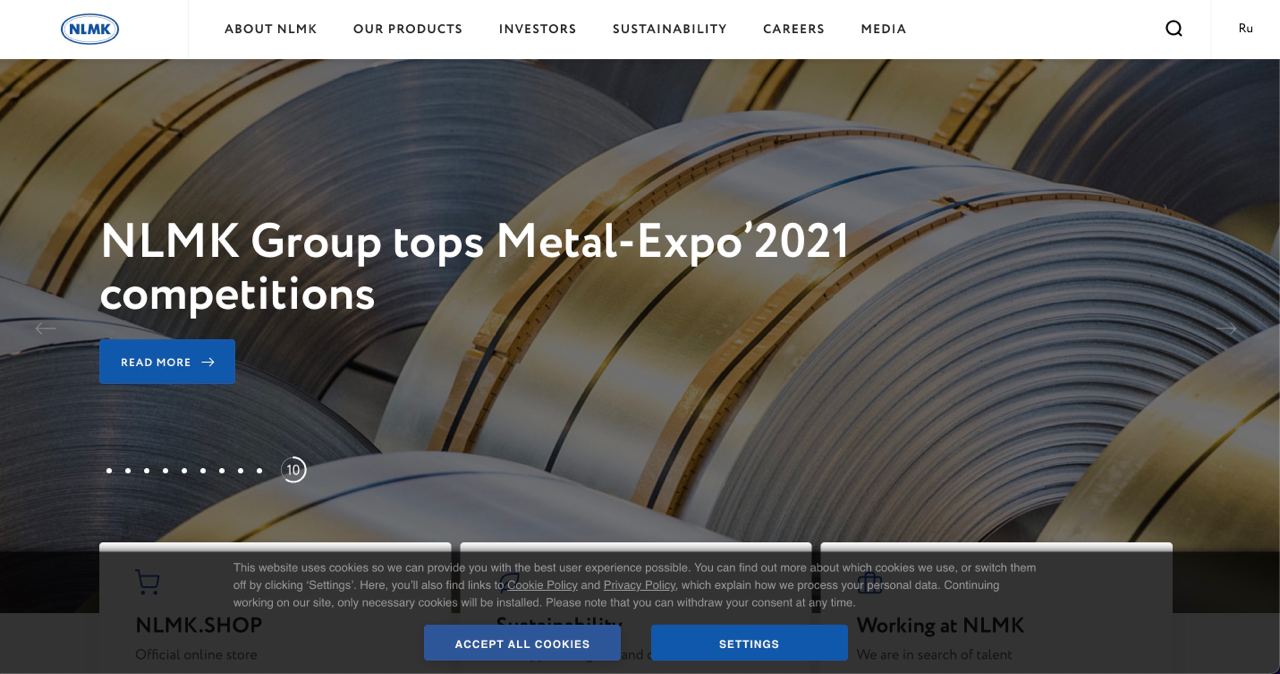 NLMK
ABOUT NLMK
OUR PRODUCTS
INVESTORS
SUSTAINABILITY
CAREERS
MEDIA
Ru
NLMK Group tops Metal-Expo’2021
competitions
READ MORE
10
This website uses cookies so we can provide you with the best user experience possible. You can find out more about which cookies we use, or switch them
off by clicking ‘Settings’. Here, you’ll also find links to Cookie Policy and Privacy Policy, which explain how we process your personal data. Continuing
working on our site, only necessary cookies will be installed. Please note that you can withdraw your consent at any time.
ACCEPT ALL COOKIES
SETTINGS
NLMK.SHOP
Official online store
Sustainability
and
Working at NLMK
We are in search of talent